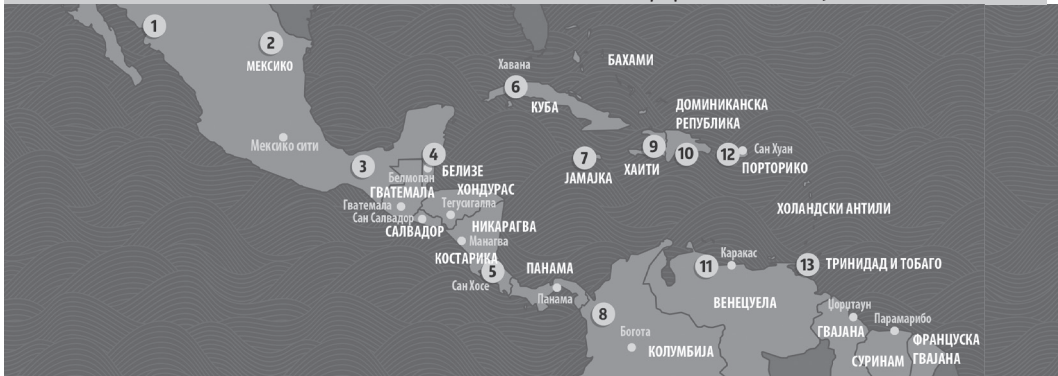 1
2
МЕКСИКО
Хавана
БАХАМИ
6
КУБА
ДОМИНИКАНСКА
РЕПУБЛИКА
Мексико сити
3
4
БЕЛИЗЕ
Белмопан
7
ЈАМАЈКА
9
ХАИТИ
10
12
Сан Хуан
ПОРТОРИКО
ГВАТЕМАЛА
ХОНДУРАС
Гватемала
Тегусигалпа
Сан Салвадор
САЛВАДОР
НИКАРАГВА
Манагва
ХОЛАНДСКИ АНТИЛИ
КОСТАРИКА
5
Сан Хосе
ПАНАМА
Панама
11
Каракас
13
ТРИНИДАД И ТОБАГО
ВЕНЕЦУЕЛА
8
Богота
КОЛУМБИЈА
Џорџтаун
ГВАЈАНА
Парамарибо
СУРИНАМ
ФРАНЦУСКА
ГВАЈАНА